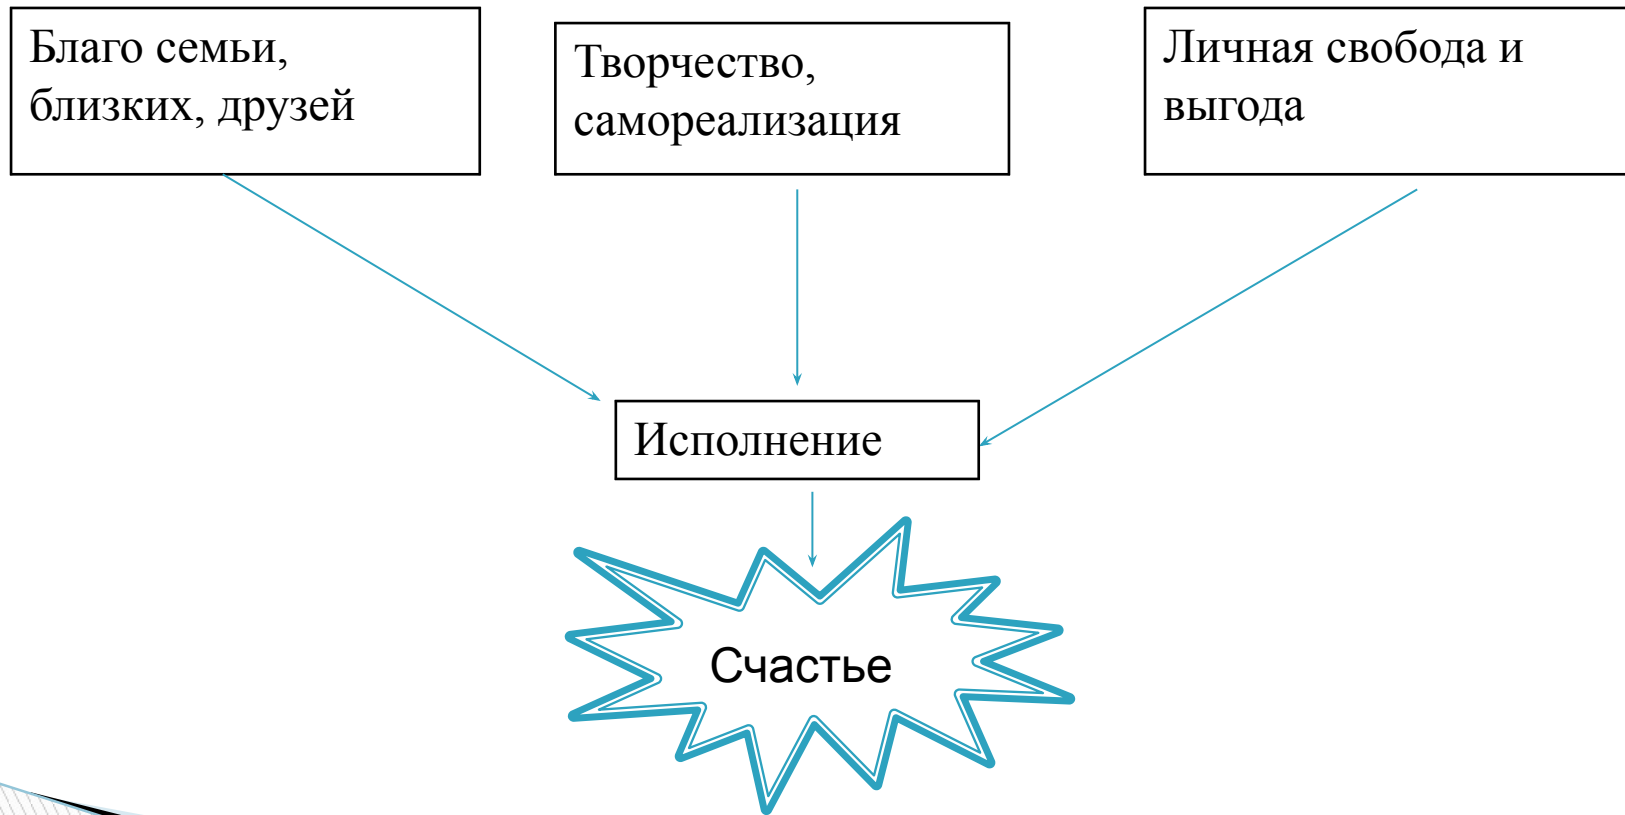 Благо семьи,
близких, друзей
Творчество,
самореализация
Личная свобода и
выгода
Исполнение
Счастье